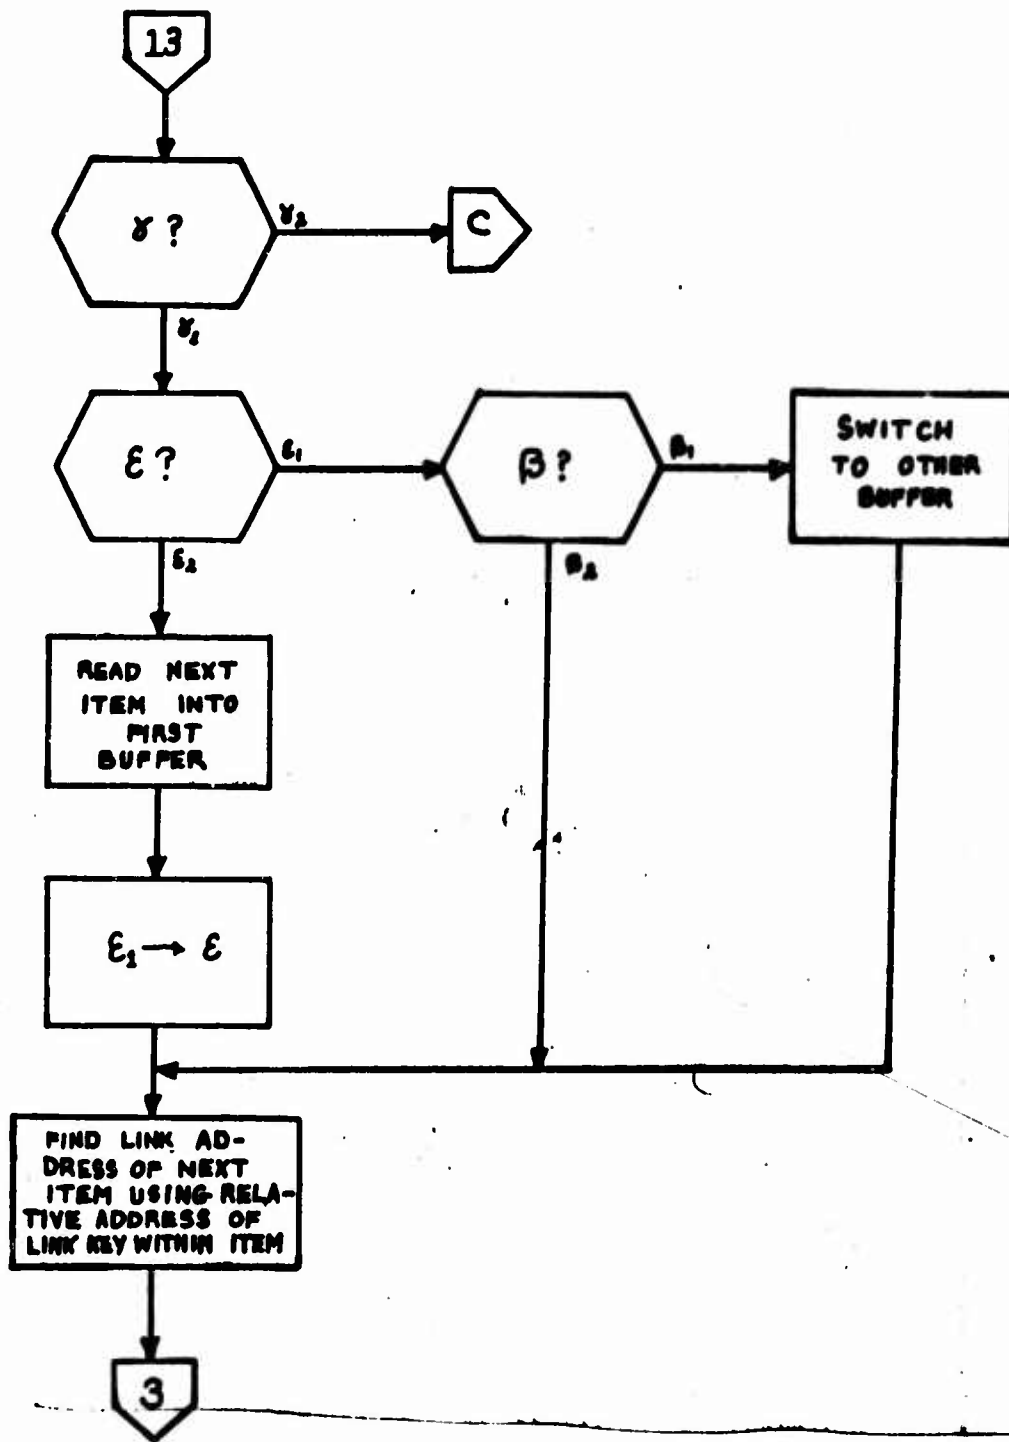 13
γ?
γ₂
C
γ₁
ε?
ε₁
β?
β₁
SWITCH
TO OTHER
BUFFER
ε₂
β₂
READ NEXT
ITEM INTO
FIRST
BUFFER
ε₁ → ε
FIND LINK AD-
DRESS OF NEXT
ITEM USING RELA-
TIVE ADDRESS OF
LINK KEY WITHIN ITEM
3